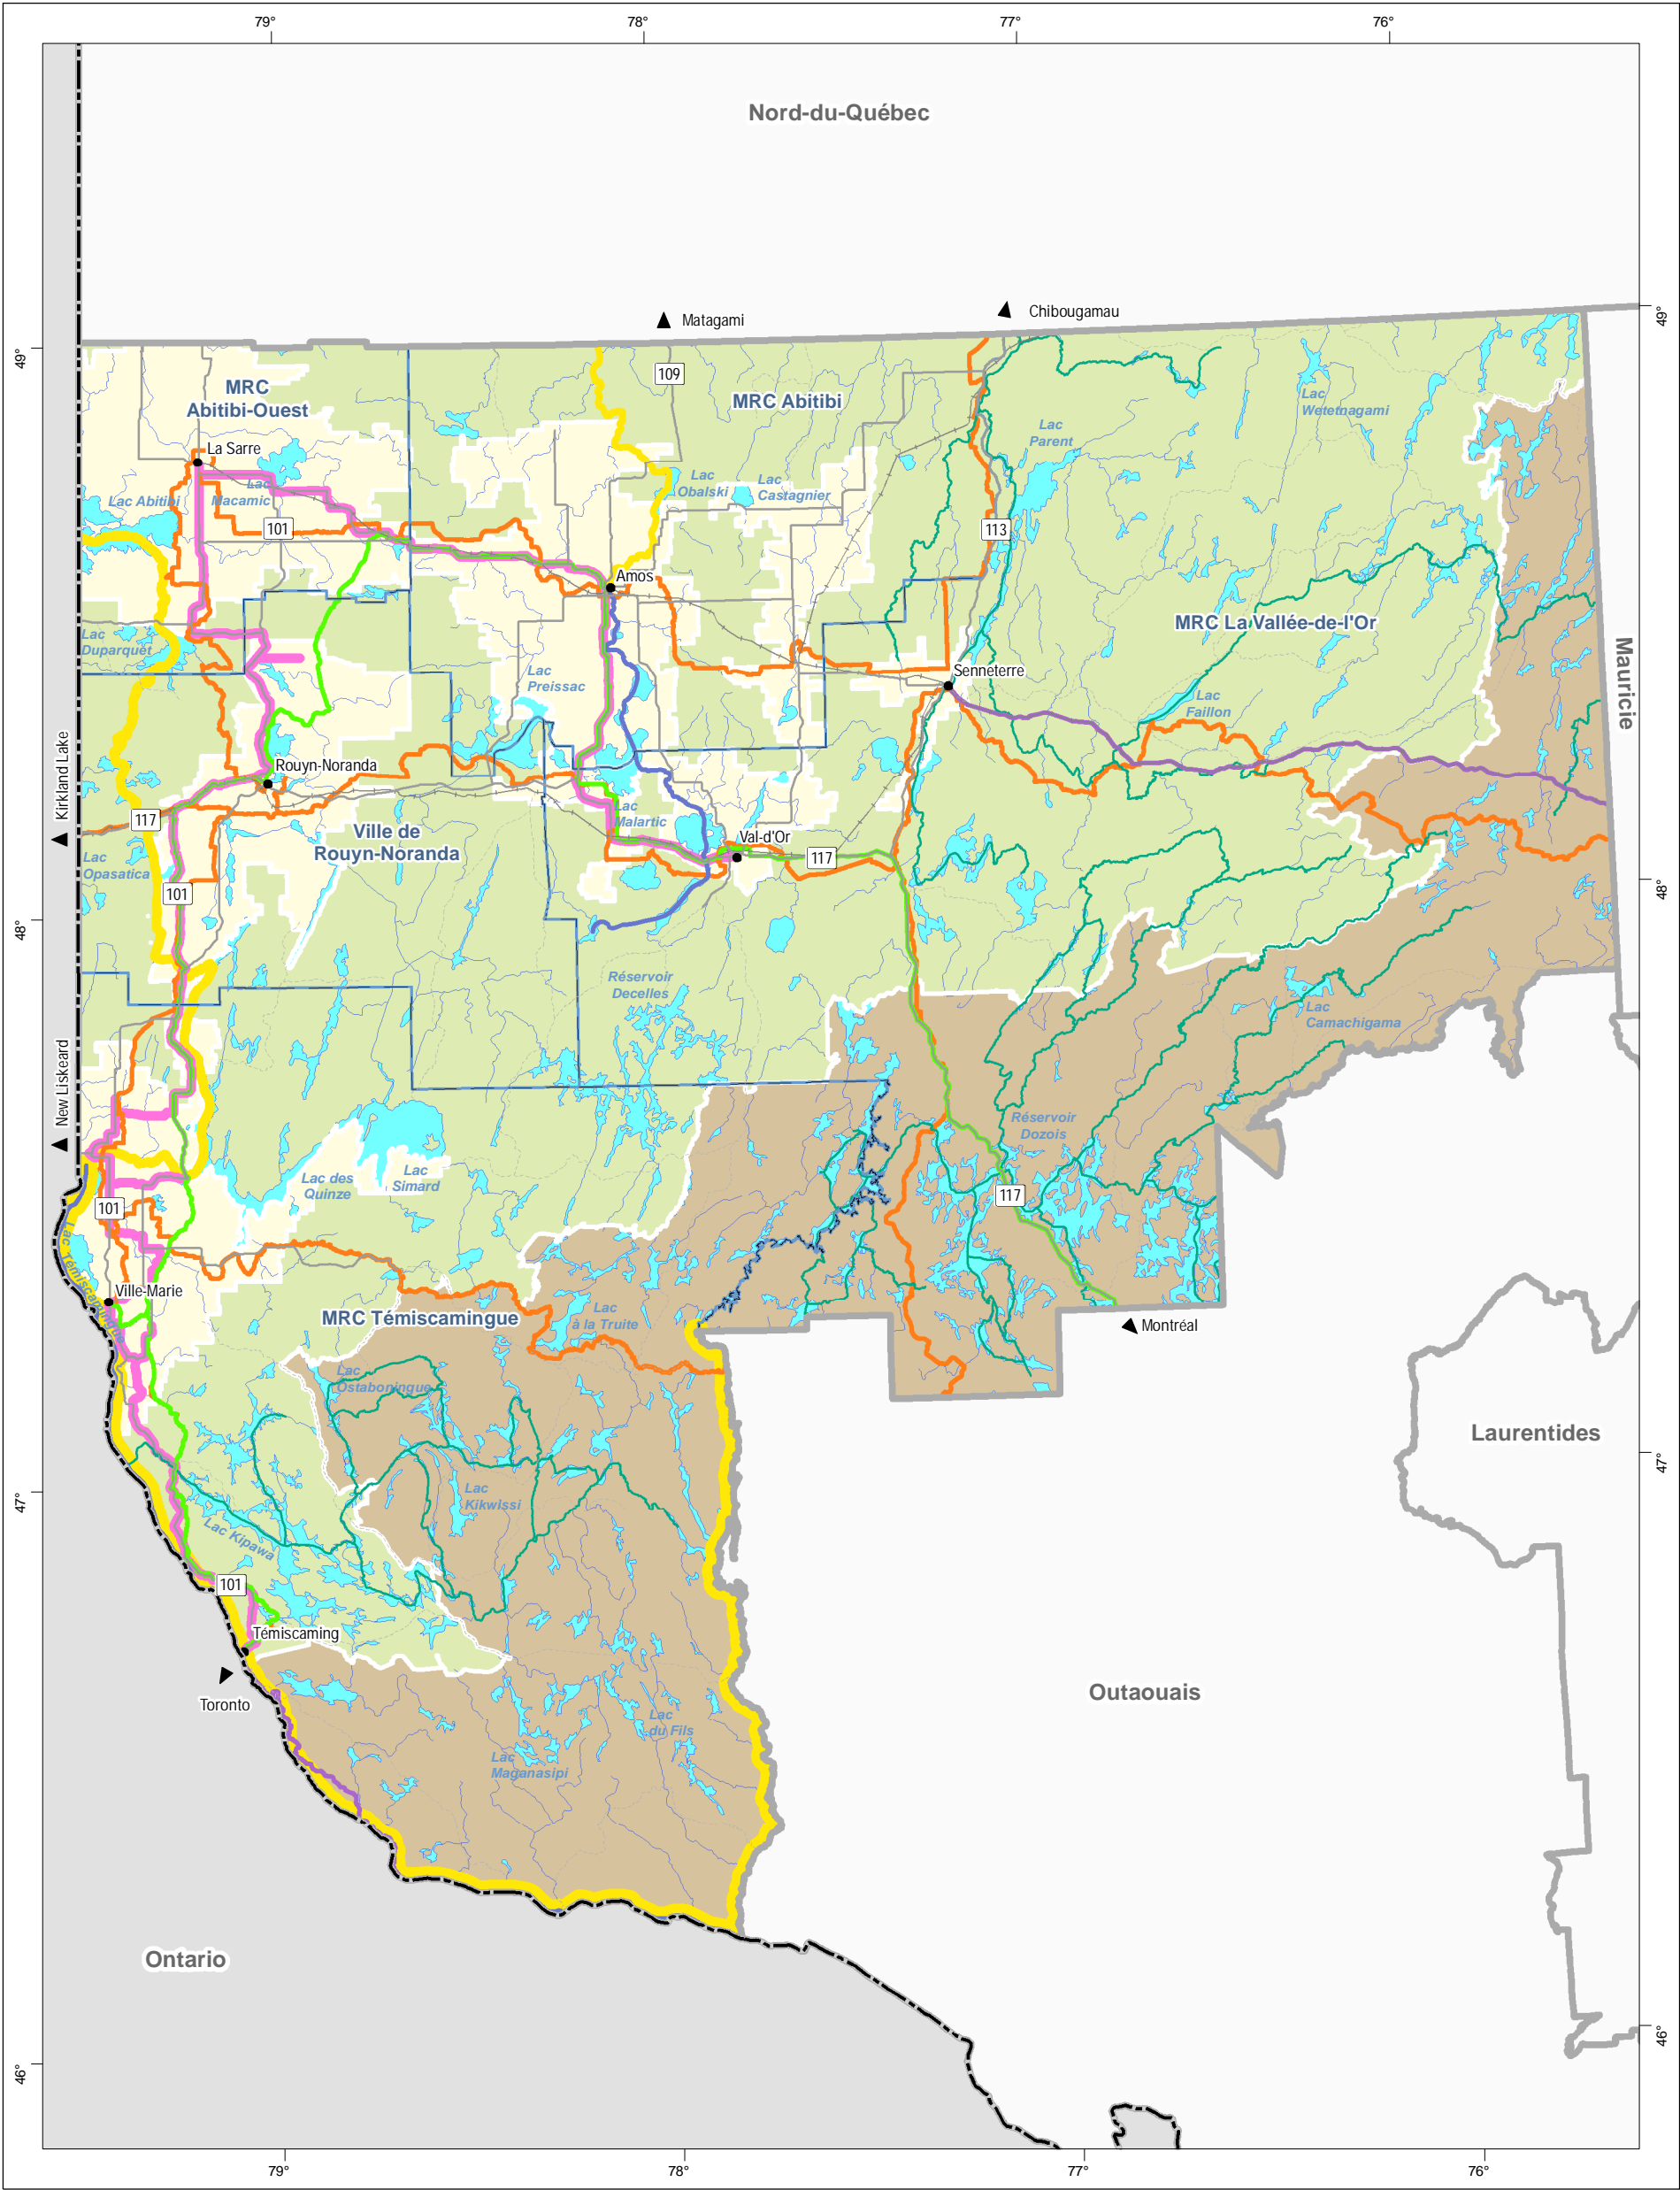 79°
78°
77°
76°
Nord-du-Québec
Matagami
Chibougamau
49°
49°
109
MRC
Abitibi-Ouest
MRC Abitibi
Lac
Wetetnagami
Lac
Parent
La Sarre
Lac Abitibi
Lac
Macamic
Lac
Obalski
Lac
Castagnier
101
113
Amos
Lac
Duparquet
MRC La Vallée-de-l'Or
Mauricie
Lac
Preissac
Senneterre
Lac
Faillon
Kirkland Lake
Rouyn-Noranda
117
Ville de
Rouyn-Noranda
Lac
Malartic
Val-d'Or
117
Lac
Opasatica
101
48°
48°
Réservoir
Decelles
Lac
Camachigama
New Liskeard
Réservoir
Dozois
Lac des
Quinze
Lac
Simard
117
101
Lac Témiscamingue
Ville-Marie
MRC Témiscamingue
Lac
à la Truite
Montréal
Lac
Ostaboningue
Laurentides
47°
47°
Lac
Kikwissi
Lac Kipawa
101
Témiscaming
Toronto
Outaouais
Lac
du Fils
Lac
Maganasipi
Ontario
46°
46°
79°
78°
77°
76°